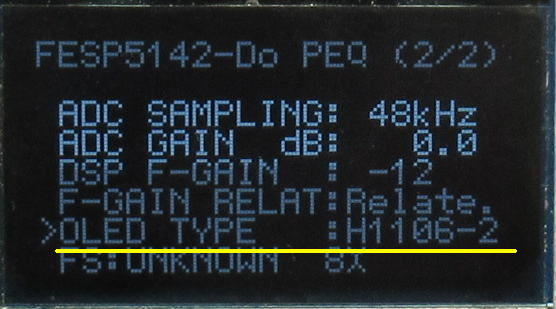 FESP5142-Do PEQ (2/2)
ADC SAMPLING: 48kHz
ADC GAIN dB: 0.0
DSP F-GAIN : -12
F-GAIN RELAT:Relate.
>OLED TYPE :H1106-2
FS:UNKNOWN 8X